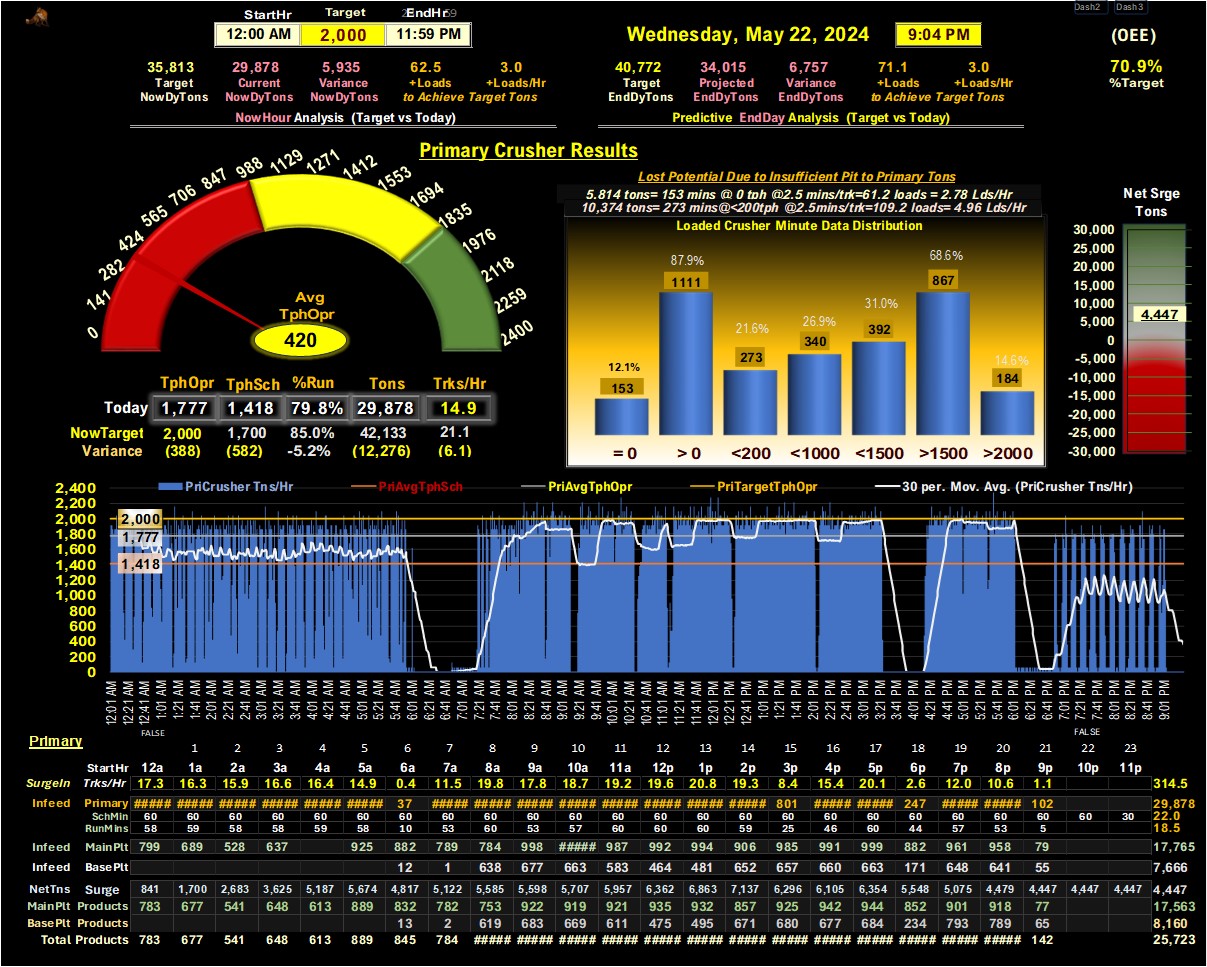 Dash2 Dash3
StartHr Target EndHr
12:00 AM 2,000 11:59 PM
Wednesday, May 22, 2024 9:04 PM
(OEE)
35,813 29,878 5,935 62.5 3.0
Target Current Variance +Loads +Loads/Hr
NowDyTons NowDyTons NowDyTons to Achieve Target Tons
NowHour Analysis (Target vs Today)
40,772 34,015 6,757 71.1 3.0
Target Projected Variance +Loads +Loads/Hr
EndDyTons EndDyTons EndDyTons to Achieve Target Tons
Predictive EndDay Analysis (Target vs Today)
70.9%
%Target
Primary Crusher Results
0 141 282 424 565 706 847 988 1129 1271 1412 1553 1694 1835 1976 2118 2259 2400
Avg
TphOpr
420
Lost Potential Due to Insufficient Pit to Primary Tons
5,814 tons= 153 mins @ 0 tph @2.5 mins/trk=61.2 loads = 2.78 Lds/Hr
10,374 tons= 273 mins@<200tph @2.5mins/trk=109.2 loads= 4.96 Lds/Hr
Loaded Crusher Minute Data Distribution
12.1% 87.9% 21.6% 26.9% 31.0% 68.6% 14.6%
153 1111 273 340 392 867 184
= 0 > 0 <200 <1000 <1500 >1500 >2000
Net Srge
Tons
30,000
25,000
20,000
15,000
10,000
5,000
0
-5,000
-10,000
-15,000
-20,000
-25,000
-30,000
4,447
TphOpr TphSch %Run Tons Trks/Hr
Today 1,777 1,418 79.8% 29,878 14.9
NowTarget 2,000 1,700 85.0% 42,133 21.1
Variance (388) (582) -5.2% (12,276) (6.1)
PriCrusher Tns/Hr PriAvgTphSch PriAvgTphOpr PriTargetTphOpr 30 per. Mov. Avg. (PriCrusher Tns/Hr)
2,400
2,200
2,000
1,800
1,600
1,400
1,200
1,000
800
600
400
200
0
2,000
1,777
1,418
12:01 AM 12:21 AM 12:41 AM 1:01 AM 1:21 AM 1:41 AM 2:01 AM 2:21 AM 2:41 AM 3:01 AM 3:21 AM 3:41 AM 4:01 AM 4:21 AM 4:41 AM 5:01 AM 5:21 AM 5:41 AM 6:01 AM 6:21 AM 6:41 AM 7:01 AM 7:21 AM 7:41 AM 8:01 AM 8:21 AM 8:41 AM 9:01 AM 9:21 AM 9:41 AM 10:01 AM 10:21 AM 10:41 AM 11:01 AM 11:21 AM 11:41 AM 12:01 PM 12:21 PM 12:41 PM 1:01 PM 1:21 PM 1:41 PM 2:01 PM 2:21 PM 2:41 PM 3:01 PM 3:21 PM 3:41 PM 4:01 PM 4:21 PM 4:41 PM 5:01 PM 5:21 PM 5:41 PM 6:01 PM 6:21 PM 6:41 PM 7:01 PM 7:21 PM 7:41 PM 8:01 PM 8:21 PM 8:41 PM 9:01 PM
FALSE FALSE
Primary
1 2 3 4 5 6 7 8 9 10 11 12 13 14 15 16 17 18 19 20 21 22 23
StartHr 12a 1a 2a 3a 4a 5a 6a 7a 8a 9a 10a 11a 12p 1p 2p 3p 4p 5p 6p 7p 8p 9p 10p 11p
SurgeIn Trks/Hr 17.3 16.3 15.9 16.6 16.4 14.9 0.4 11.5 19.8 17.8 18.7 19.2 19.6 20.8 19.3 8.4 15.4 20.1 2.6 12.0 10.6 1.1 314.5
Infeed Primary ##### ##### ##### ##### ##### ##### 37 ##### ##### ##### ##### ##### ##### ##### ##### 801 ##### ##### 247 ##### ##### 102 29,878
SchMin 60 60 60 60 60 60 60 60 60 60 60 60 60 60 60 60 60 60 60 60 60 60 60 30 22.0
RunMins 58 59 58 58 59 58 10 53 60 53 57 60 60 60 59 25 46 60 44 57 53 5 18.5
Infeed MainPlt 799 689 528 637 925 882 789 784 998 ##### 987 992 994 906 985 991 999 882 961 958 79 17,765
Infeed BasePlt 12 1 638 677 663 583 464 481 652 657 660 663 171 648 641 55 7,666
NetTns Surge 841 1,700 2,683 3,625 5,187 5,674 4,817 5,122 5,585 5,598 5,707 5,957 6,362 6,863 7,137 6,296 6,105 6,354 5,548 5,075 4,479 4,447 4,447 4,447 4,447
MainPlt Products 783 677 541 648 613 889 832 782 753 922 919 921 935 932 857 925 942 944 852 901 918 77 17,563
BasePlt Products 13 2 619 683 669 611 475 495 671 680 677 684 234 793 789 65 8,160
Total Products 783 677 541 648 613 889 845 784 ##### ##### ##### ##### ##### ##### ##### ##### ##### ##### ##### ##### ##### 142 25,723